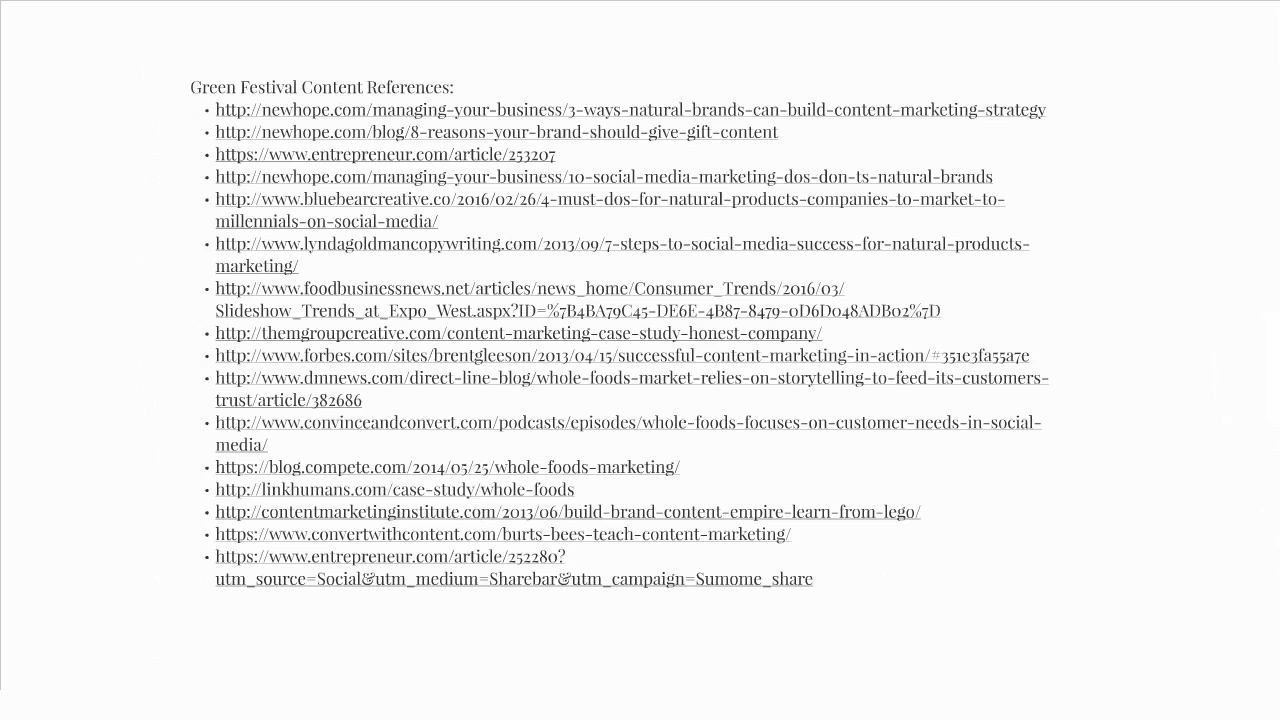 Green Festival Content References:
• http://newhope.com/managing-your-business/3-ways-natural-brands-can-build-content-marketing-strategy
• http://newhope.com/blog/8-reasons-your-brand-should-give-gift-content
• https://www.entrepreneur.com/article/253207
• http://newhope.com/managing-your-business/10-social-media-marketing-dos-don-ts-natural-brands
• http://www.bluebearcreative.co/2016/02/26/4-must-dos-for-natural-products-companies-to-market-to-
millennials-on-social-media/
• http://www.lyndagoldmancopywriting.com/2013/09/7-steps-to-social-media-success-for-natural-products-
marketing/
• http://www.foodbusinessnews.net/articles/news_home/Consumer_Trends/2016/03/
Slideshow_Trends_at_Expo_West.aspx?ID=%7B4BA79C45-DE6E-4B87-8479-0D6D048ADB02%7D
• http://themgroupcreative.com/content-marketing-case-study-honest-company/
• http://www.forbes.com/sites/brentgleeson/2013/04/15/successful-content-marketing-in-action/#351e3fa55a7e
• http://www.dmnews.com/direct-line-blog/whole-foods-market-relies-on-storytelling-to-feed-its-customers-
trust/article/382686
• http://www.convinceandconvert.com/podcasts/episodes/whole-foods-focuses-on-customer-needs-in-social-
media/
• https://blog.compete.com/2014/05/25/whole-foods-marketing/
• http://linkhumans.com/case-study/whole-foods
• http://contentmarketinginstitute.com/2013/06/build-brand-content-empire-learn-from-lego/
• https://www.convertwithcontent.com/burts-bees-teach-content-marketing/
• https://www.entrepreneur.com/article/252280?
utm_source=Social&utm_medium=Sharebar&utm_campaign=Sumome_share